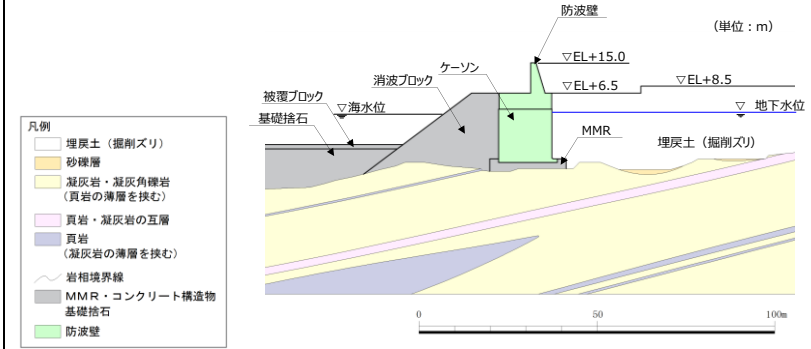 防波壁
(単位：m)
▽EL+15.0
ケーソン
消波ブロック
▽EL+6.5
▽EL+8.5
被覆ブロック
▽海水位
▽ 地下水位
基礎捨石
MMR
埋戻土（掘削ズリ）
凡例
埋戻土（掘削ズリ）
砂礫層
凝灰岩・凝灰角礫岩
(頁岩の薄層を挟む)
頁岩・凝灰岩の互層
頁岩
(凝灰岩の薄層を挟む)
岩相境界線
MMR・コンクリート構造物
基礎捨石
防波壁
0
50
100m